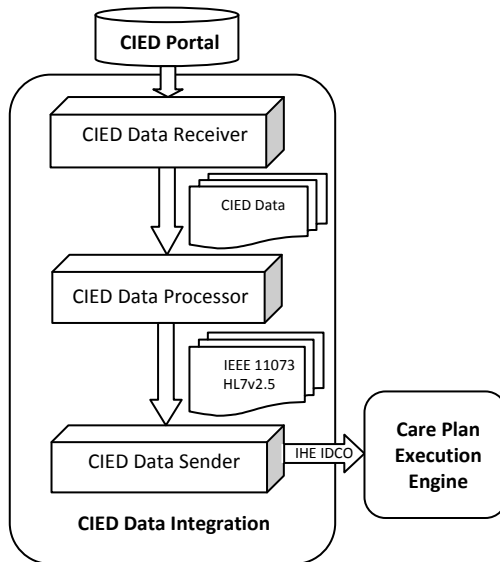 CIED Portal
CIED Data Receiver
CIED Data
CIED Data Processor
IEEE 11073
HL7v2.5
CIED Data Sender
IHE IDCO
Care Plan
Execution
Engine
CIED Data Integration